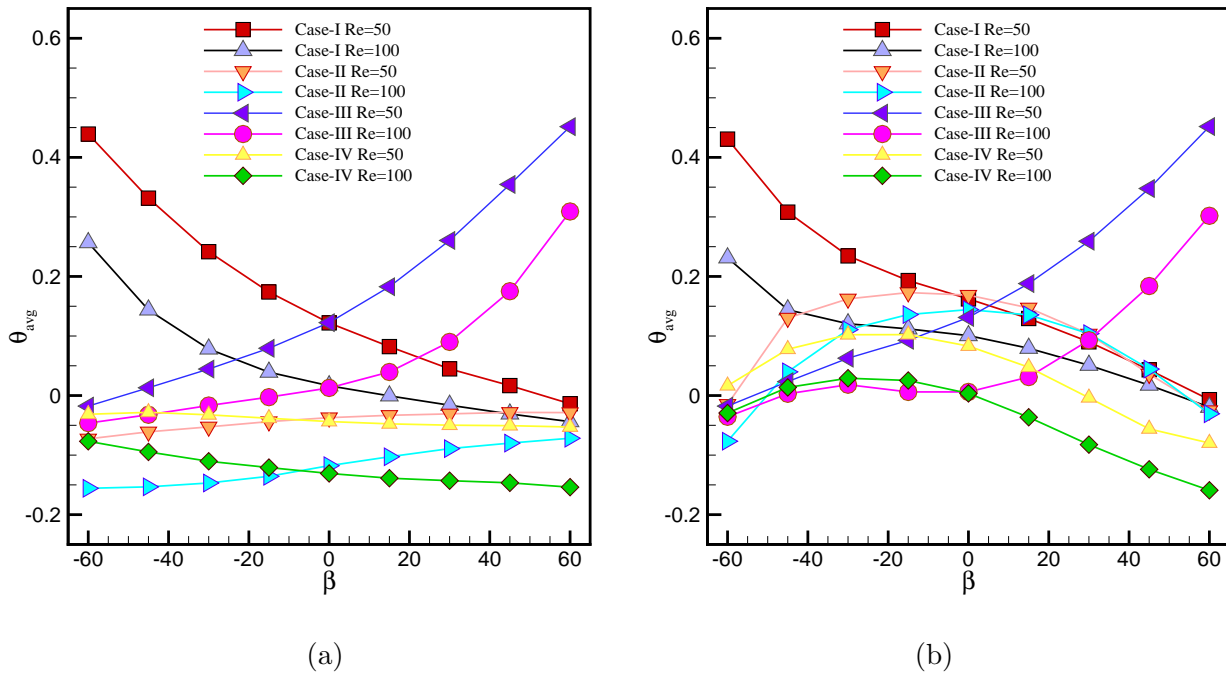 0.6
0.4
0.2
0
-0.2
θavg
-60 -40 -20 0 20 40 60
β
Case-I Re=50
Case-I Re=100
Case-II Re=50
Case-II Re=100
Case-III Re=50
Case-III Re=100
Case-IV Re=50
Case-IV Re=100
(a)
0.6
0.4
0.2
0
-0.2
θavg
-60 -40 -20 0 20 40 60
β
Case-I Re=50
Case-I Re=100
Case-II Re=50
Case-II Re=100
Case-III Re=50
Case-III Re=100
Case-IV Re=50
Case-IV Re=100
(b)